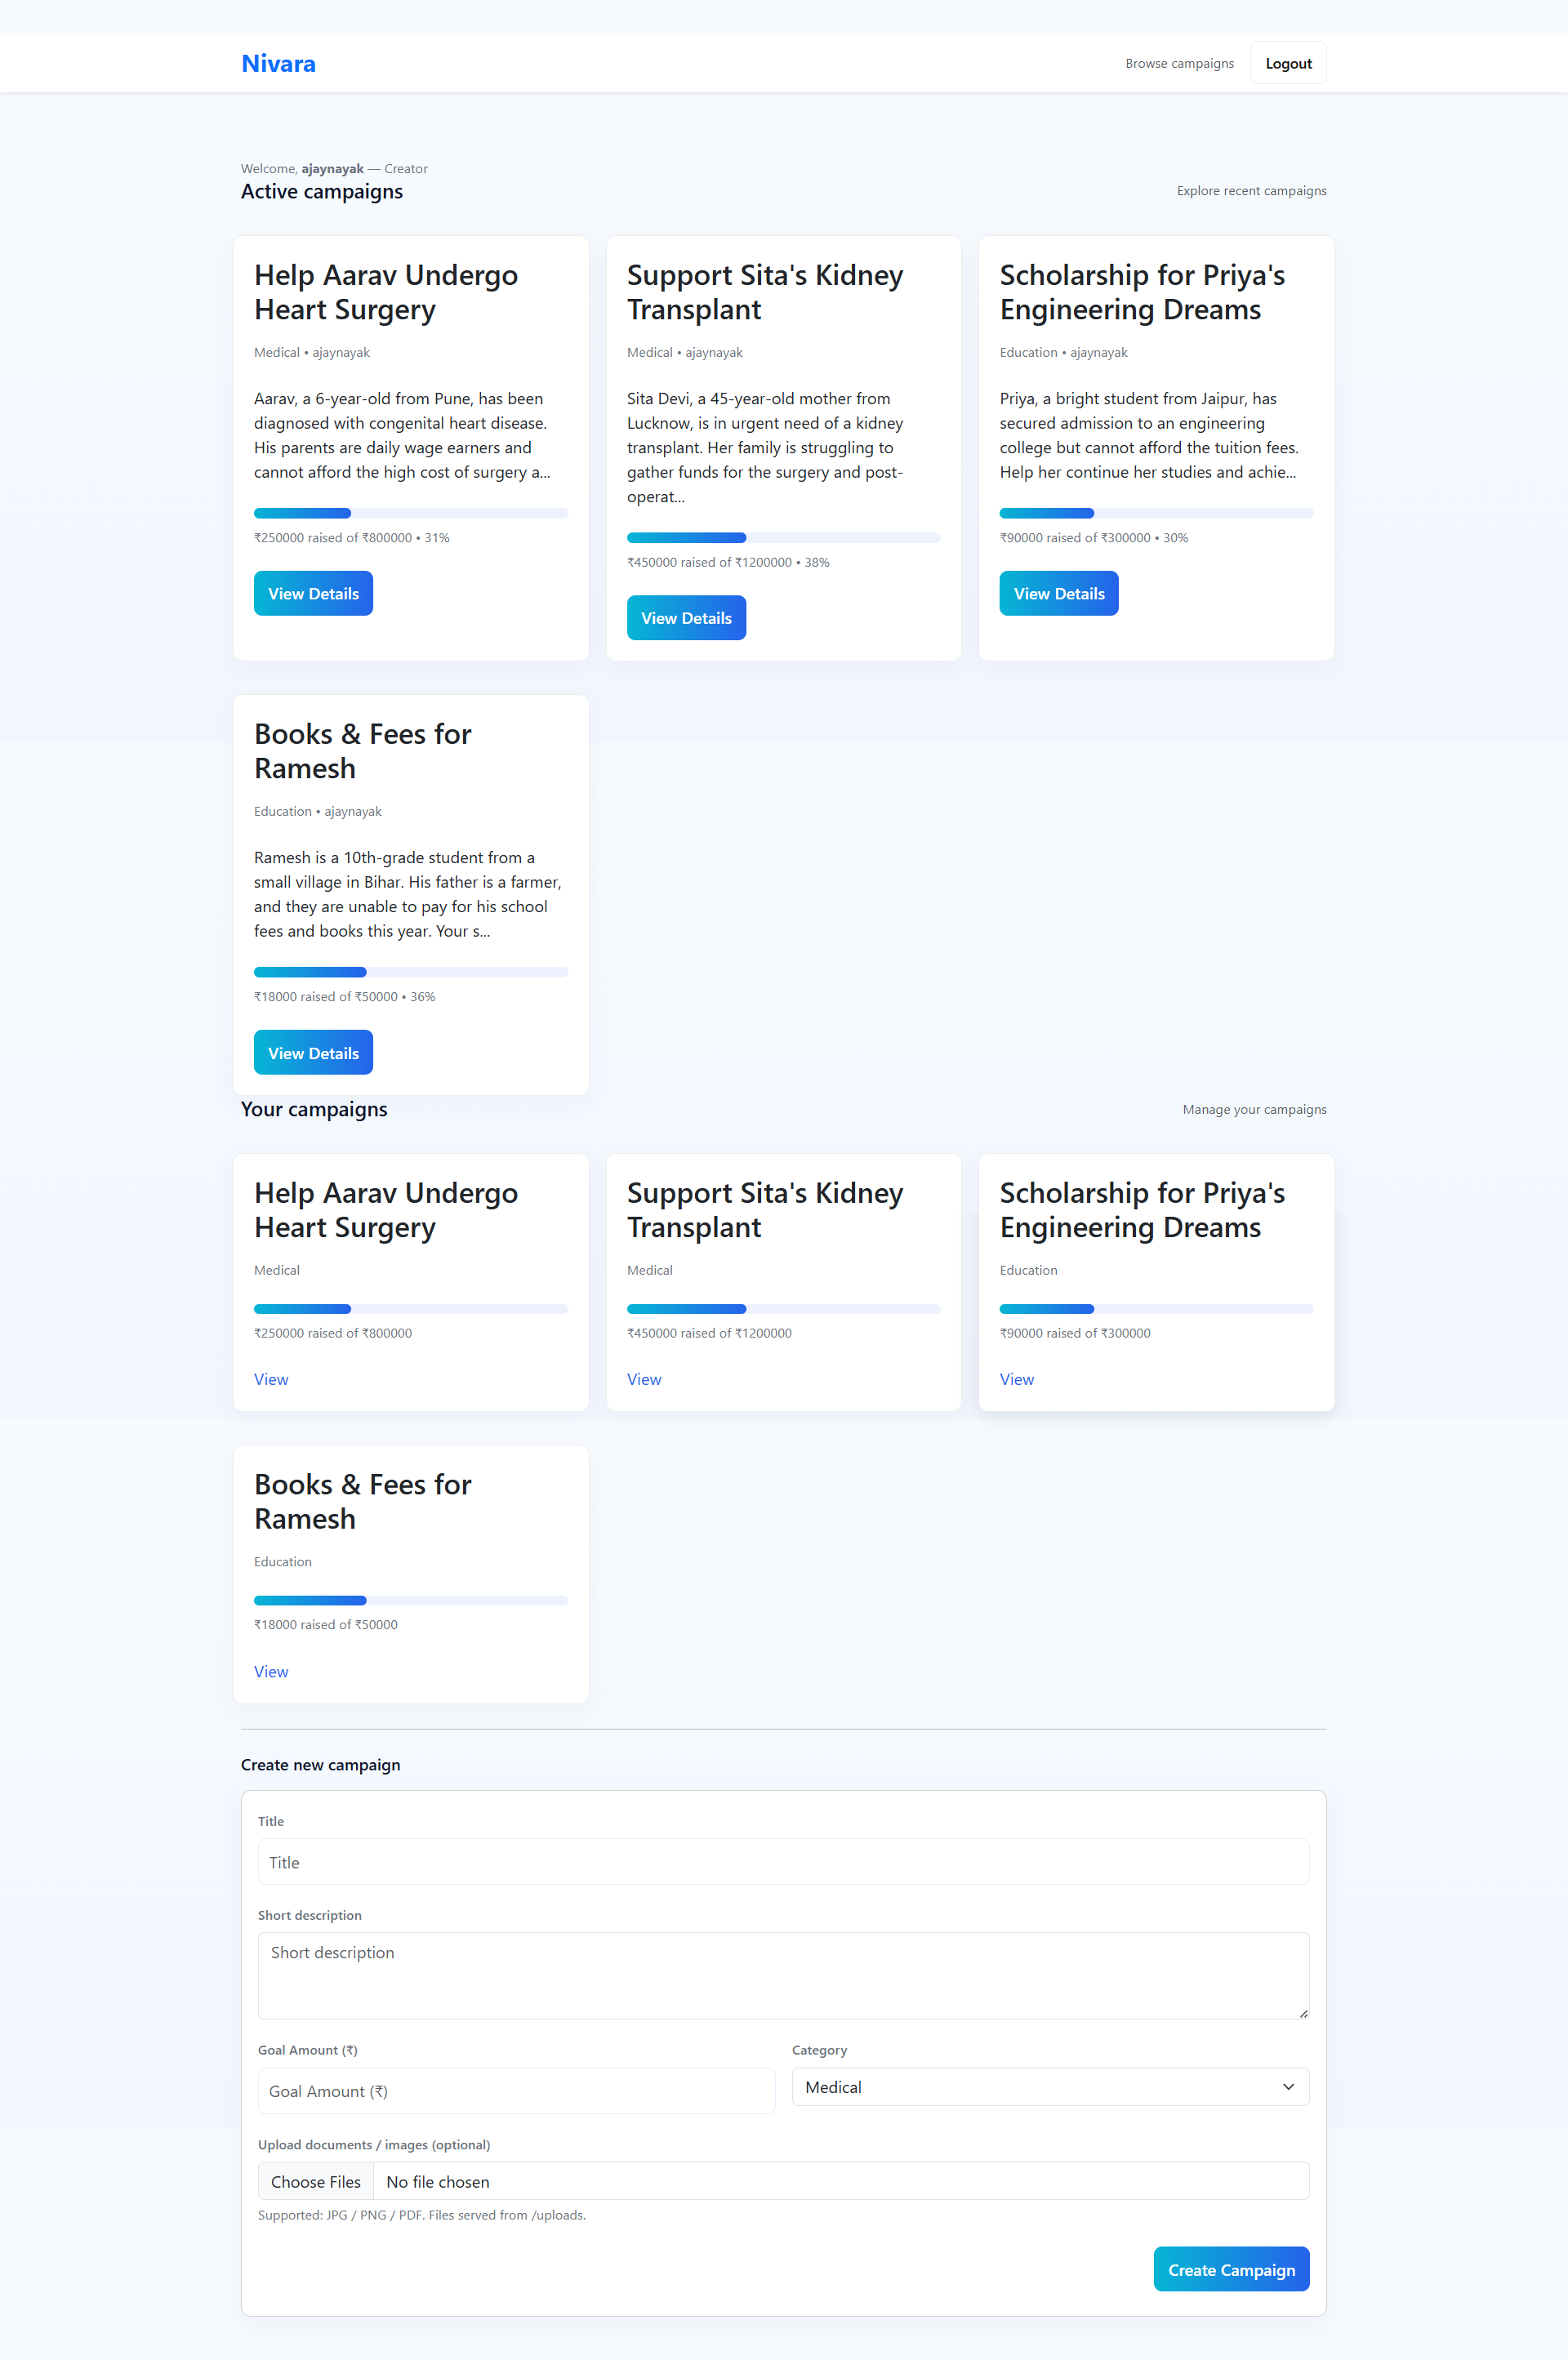 Nivara
Browse campaigns
Logout
Welcome, ajaynayak — Creator
Active campaigns
Explore recent campaigns
Help Aarav Undergo
Heart Surgery
Medical • ajaynayak
Aarav, a 6-year-old from Pune, has been
diagnosed with congenital heart disease.
His parents are daily wage earners and
cannot afford the high cost of surgery a...
₹250000 raised of ₹800000 • 31%
View Details
Support Sita's Kidney
Transplant
Medical • ajaynayak
Sita Devi, a 45-year-old mother from
Lucknow, is in urgent need of a kidney
transplant. Her family is struggling to
gather funds for the surgery and post-
operat...
₹450000 raised of ₹1200000 • 38%
View Details
Scholarship for Priya's
Engineering Dreams
Education • ajaynayak
Priya, a bright student from Jaipur, has
secured admission to an engineering
college but cannot afford the tuition fees.
Help her continue her studies and achie...
₹90000 raised of ₹300000 • 30%
View Details
Books & Fees for
Ramesh
Education • ajaynayak
Ramesh is a 10th-grade student from a
small village in Bihar. His father is a farmer,
and they are unable to pay for his school
fees and books this year. Your s...
₹18000 raised of ₹50000 • 36%
View Details
Your campaigns
Manage your campaigns
Help Aarav Undergo
Heart Surgery
Medical
₹250000 raised of ₹800000
View
Support Sita's Kidney
Transplant
Medical
₹450000 raised of ₹1200000
View
Scholarship for Priya's
Engineering Dreams
Education
₹90000 raised of ₹300000
View
Books & Fees for
Ramesh
Education
₹18000 raised of ₹50000
View
Create new campaign
Title
Title
Short description
Short description
Goal Amount (₹)
Goal Amount (₹)
Category
Medical
Upload documents / images (optional)
Choose Files No file chosen
Supported: JPG / PNG / PDF. Files served from /uploads.
Create Campaign